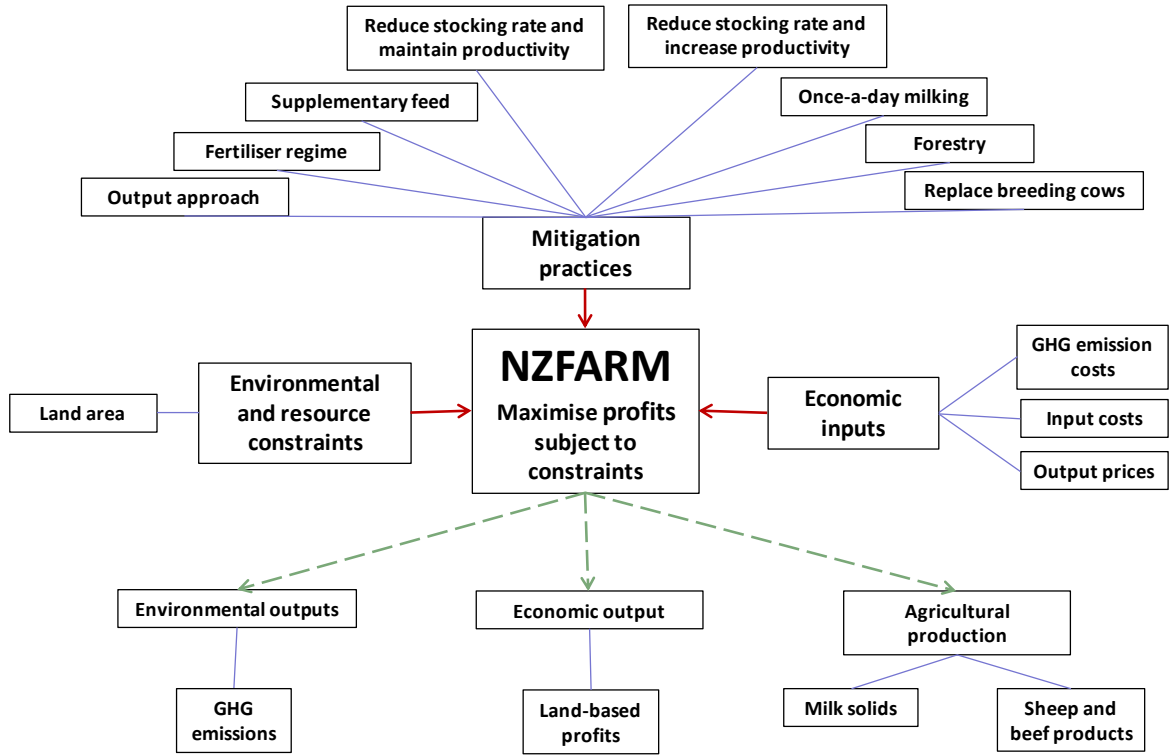 Reduce stocking rate and
maintain productivity
Reduce stocking rate and
increase productivity
Supplementary feed
Once-a-day milking
Fertiliser regime
Forestry
Output approach
Replace breeding cows
Mitigation
practices
NZFARM
Maximise profits
subject to
constraints
Environmental
and resource
constraints
Land area
Economic
inputs
GHG emission
costs
Input costs
Output prices
Environmental outputs
Economic output
Agricultural
production
GHG
emissions
Land-based
profits
Milk solids
Sheep and
beef products